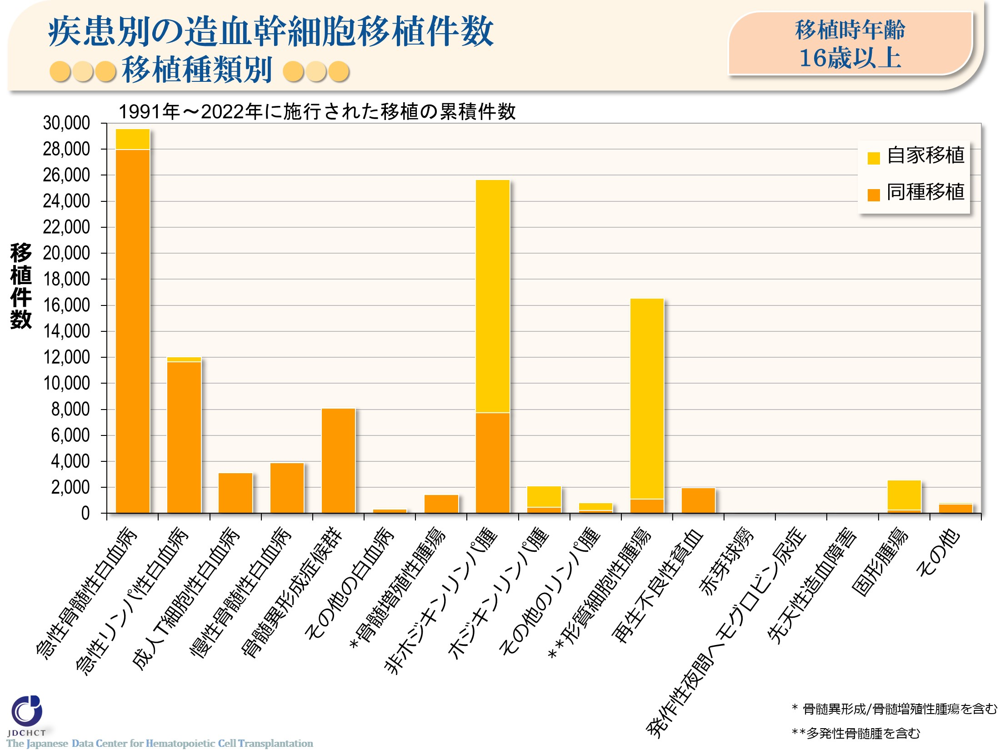 疾患別の造血幹細胞移植件数
移植種類別
移植時年齢
16歳以上
1991年～2022年に施行された移植の累積件数
30,000
28,000
26,000
24,000
22,000
20,000
18,000
16,000
14,000
12,000
10,000
8,000
6,000
4,000
2,000
0
移植件数
自家移植
同種移植
急性骨髄性白血病
急性リンパ性白血病
成人T細胞性白血病
慢性骨髄性白血病
骨髄異形成症候群
その他の白血病
*骨髄増殖性腫瘍
非ホジキンリンパ腫
ホジキンリンパ腫
その他のリンパ腫
**形質細胞性腫瘍
再生不良性貧血
赤芽球癆
発作性夜間ヘモグロビン尿症
先天性造血障害
固形腫瘍
その他
* 骨髄異形成/骨髄増殖性腫瘍を含む
**多発性骨髄腫を含む
JDCHCT
The Japanese Data Center for Hematopoietic Cell Transplantation